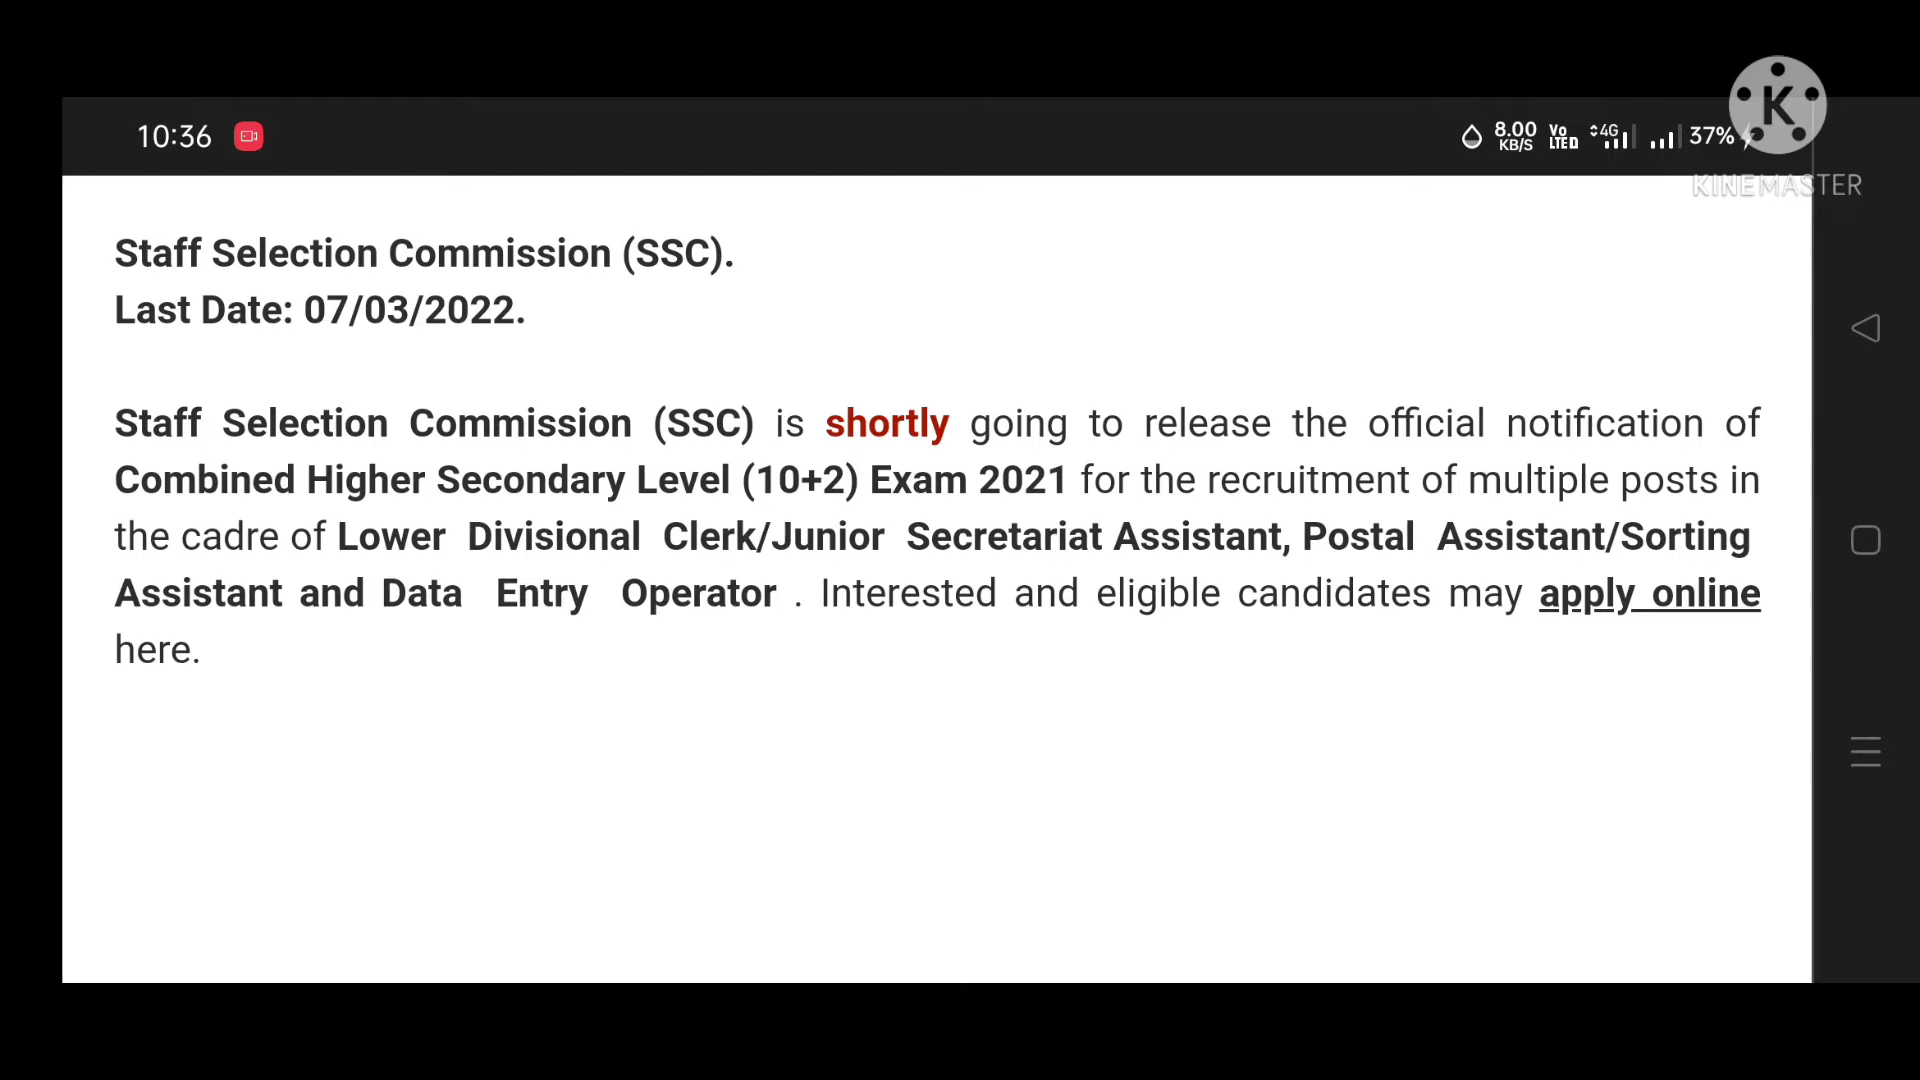 10:36
8.00 KB/S Vo LTE 4G 37%
K
KINEMASTER
Staff Selection Commission (SSC).
Last Date: 07/03/2022.
Staff Selection Commission (SSC) is shortly going to release the official notification of
Combined Higher Secondary Level (10+2) Exam 2021 for the recruitment of multiple posts in
the cadre of Lower Divisional Clerk/Junior Secretariat Assistant, Postal Assistant/Sorting
Assistant and Data Entry Operator . Interested and eligible candidates may apply online
here.